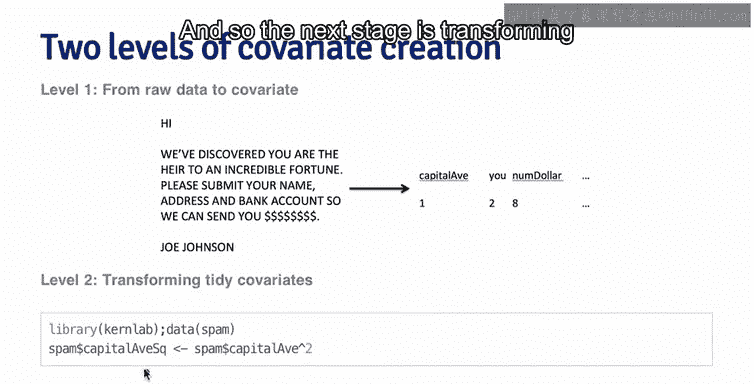 And so the next stage is transforming
Two levels of covariate creation
Level 1: From raw data to covariate
HI
WE'VE DISCOVERED YOU ARE THE
HEIR TO AN INCREDIBLE FORTUNE.
PLEASE SUBMIT YOUR NAME,
ADDRESS AND BANK ACCOUNT SO
WE CAN SEND YOU $$$$$$$$.
JOE JOHNSON
capitalAve you numDollar ...
1 2 8 ...
Level 2: Transforming tidy covariates
library(kernlab);data(spam)
spam$capitalAveSq <- spam$capitalAve^2